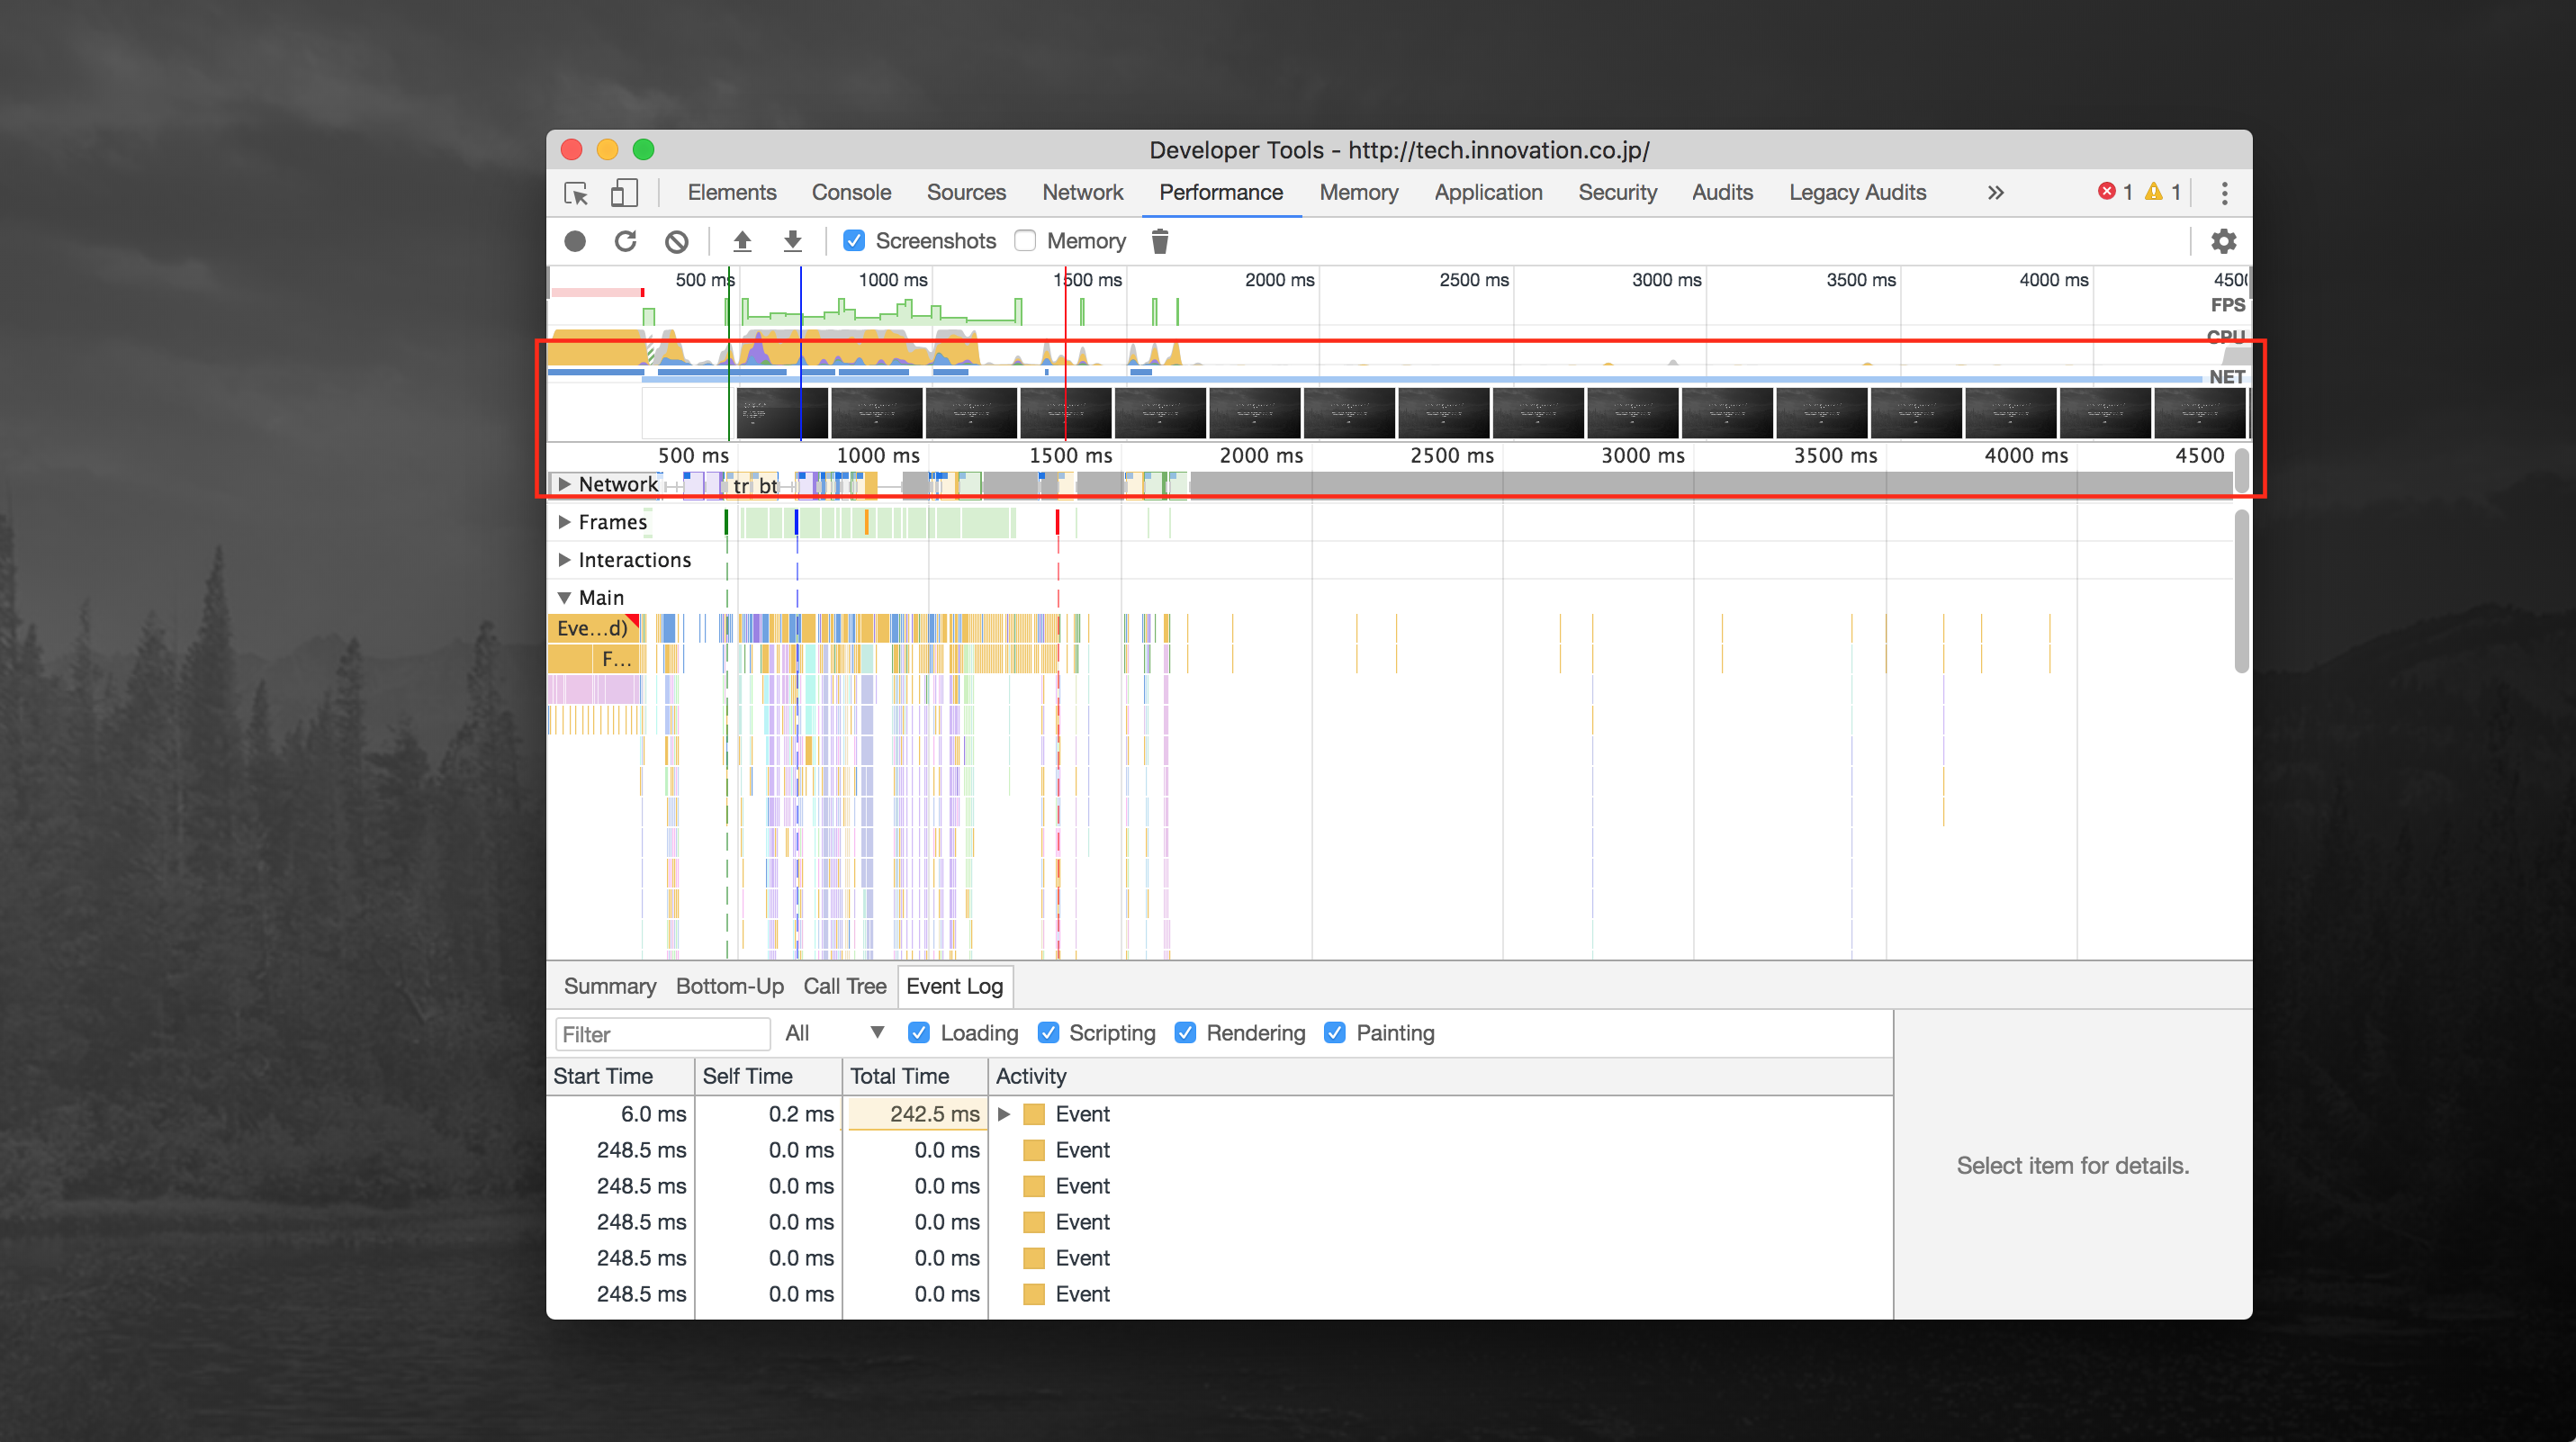 Developer Tools - http://tech.innovation.co.jp/
Elements Console Sources Network Performance Memory Application Security Audits Legacy Audits » 1 1
Screenshots Memory
500 ms 1000 ms 1500 ms 2000 ms 2500 ms 3000 ms 3500 ms 4000 ms 450
FPS
CPU
NET
500 ms 1000 ms 1500 ms 2000 ms 2500 ms 3000 ms 3500 ms 4000 ms 4500
Network tr bt
Frames
Interactions
Main
Eve...d)
F...
Summary Bottom-Up Call Tree Event Log
Filter All Loading Scripting Rendering Painting
Start Time Self Time Total Time Activity
6.0 ms 0.2 ms 242.5 ms Event
248.5 ms 0.0 ms 0.0 ms Event
248.5 ms 0.0 ms 0.0 ms Event
Select item for details.
248.5 ms 0.0 ms 0.0 ms Event
248.5 ms 0.0 ms 0.0 ms Event
248.5 ms 0.0 ms 0.0 ms Event